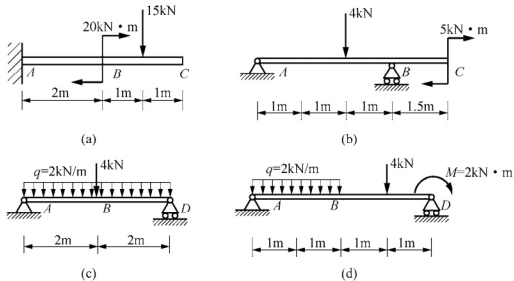 15kN
20kN·m
A B C
2m 1m 1m
(a)
4kN
5kN·m
A B C
1m 1m 1m 1.5m
(b)
q=2kN/m 4kN
A B D
2m 2m
(c)
q=2kN/m 4kN M=2kN·m
A B D
1m 1m 1m 1m
(d)